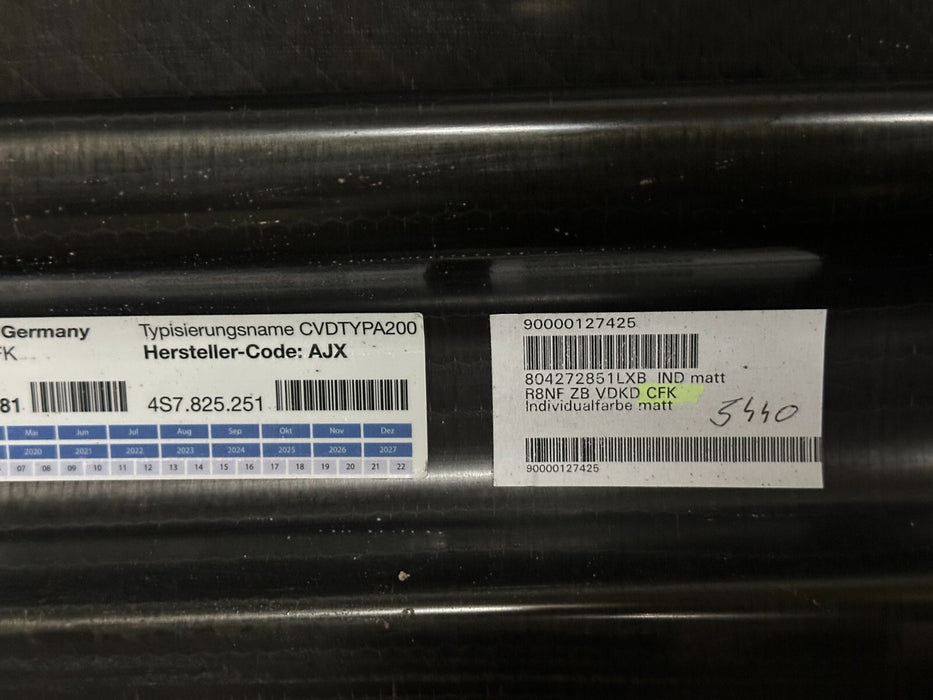 Germany
FK
81
Typisierungsname CVDTYPA200
Hersteller-Code: AJX
4S7.825.251
Mai Jun Jul Aug Sep Okt Nov Dez
2020 2021 2022 2023 2024 2025 2026 2027
07 08 09 10 11 12 13 14 15 16 17 18 19 20 21 22
90000127425
804272851LXB IND matt
R8NF ZB VDKD CFK
Individualfarbe matt
5440
90000127425